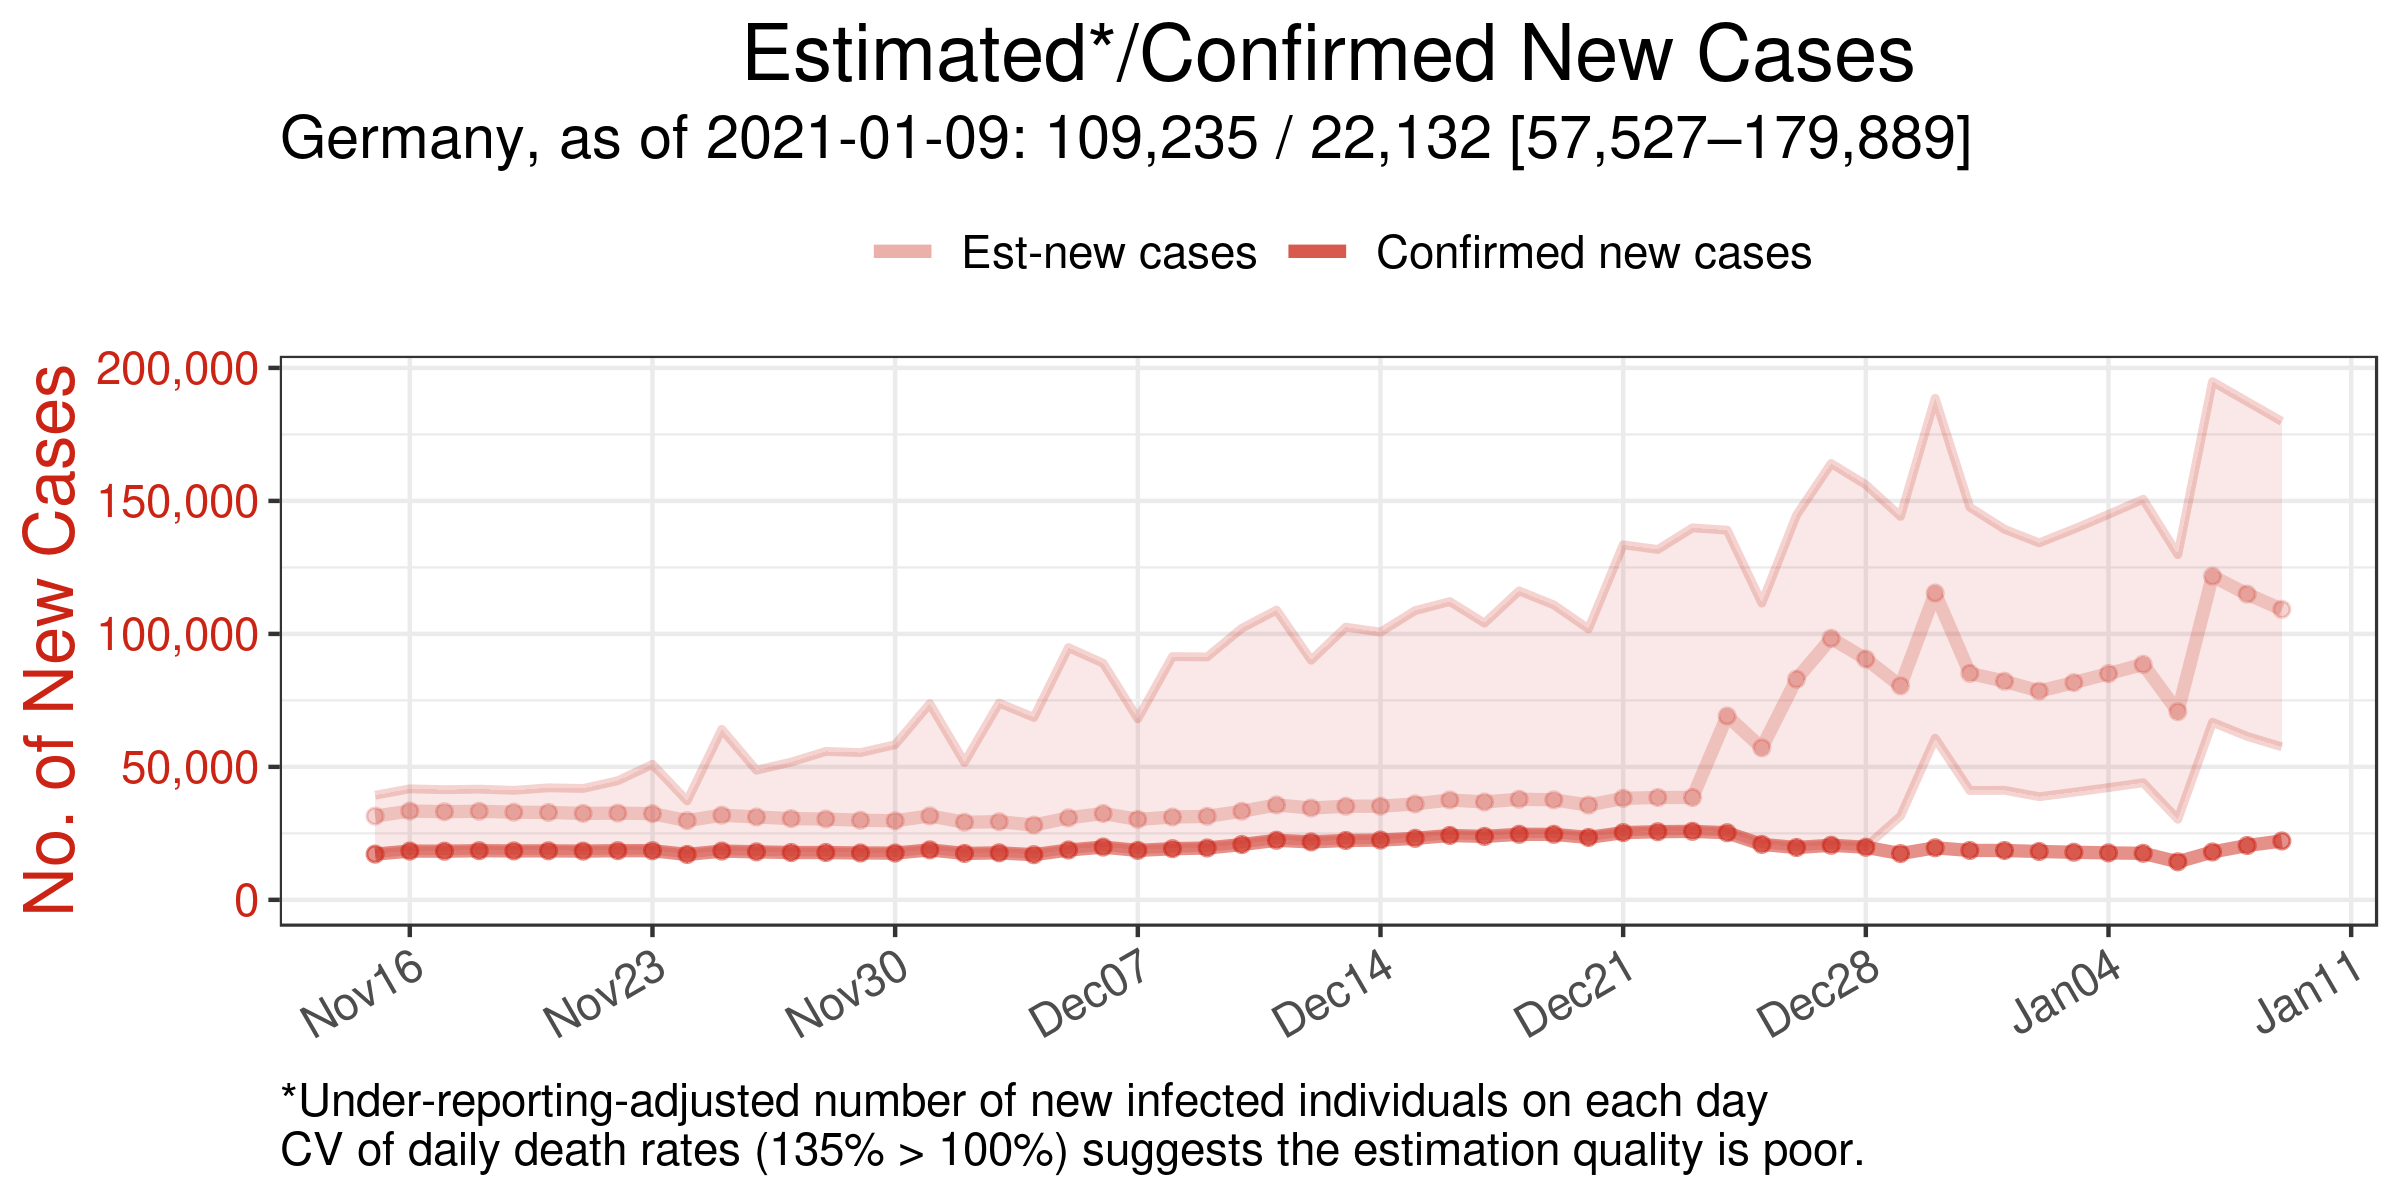 Estimated*/Confirmed New Cases
Germany, as of 2021-01-09: 109,235 / 22,132 [57,527–179,889]
Est-new cases
Confirmed new cases
No. of New Cases
200,000
150,000
100,000
50,000
0
Nov16
Nov23
Nov30
Dec07
Dec14
Dec21
Dec28
Jan04
Jan11
*Under-reporting-adjusted number of new infected individuals on each day
CV of daily death rates (135% > 100%) suggests the estimation quality is poor.